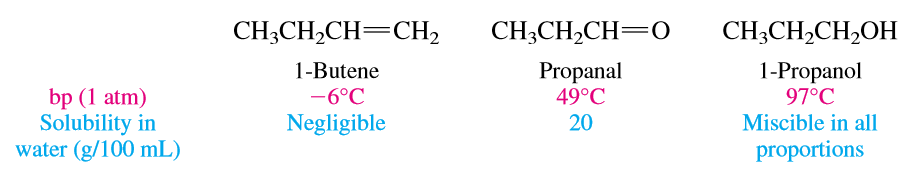 CH₃CH₂CH=CH₂ CH₃CH₂CH=O CH₃CH₂CH₂OH
1-Butene Propanal 1-Propanol
bp (1 atm) −6°C 49°C 97°C
Solubility in Negligible 20 Miscible in all
water (g/100 mL) proportions